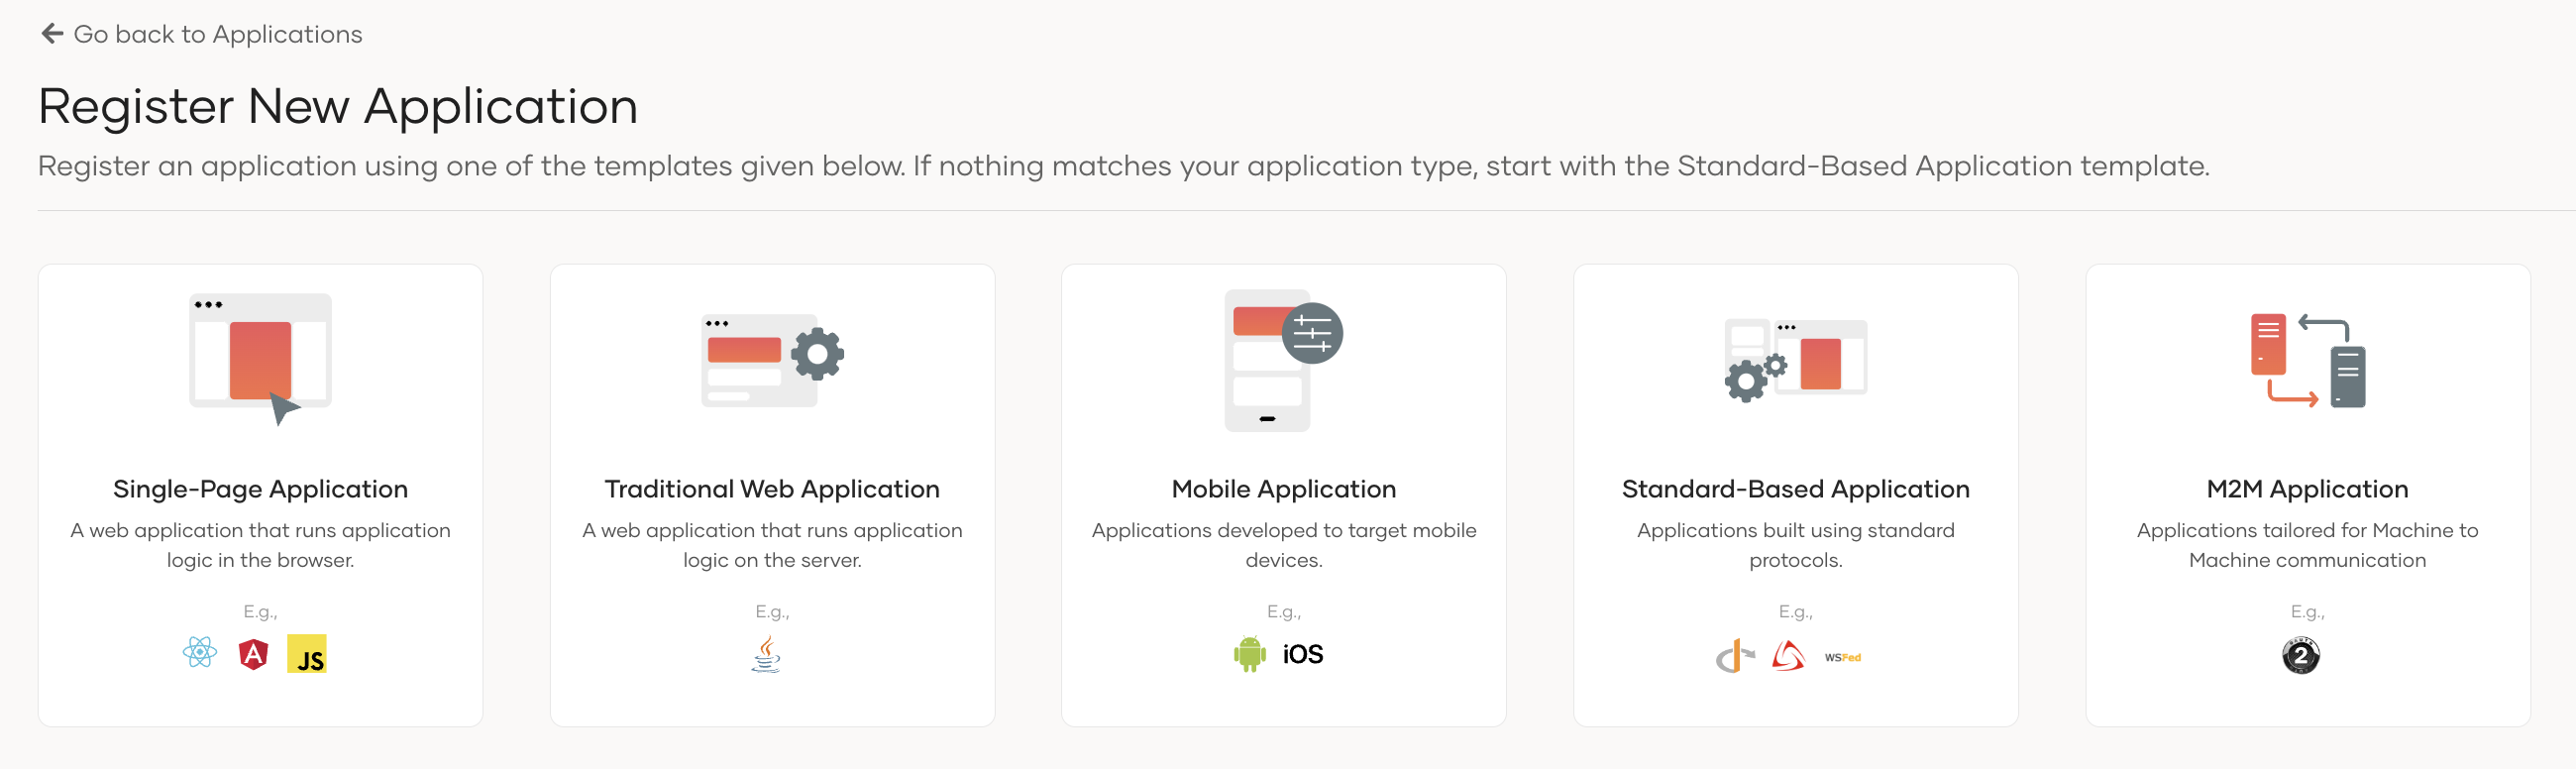 Go back to Applications
Register New Application
Register an application using one of the templates given below. If nothing matches your application type, start with the Standard-Based Application template.
Single-Page Application
A web application that runs application
logic in the browser.
E.g.,
JS
Traditional Web Application
A web application that runs application
logic on the server.
E.g.,
Mobile Application
Applications developed to target mobile
devices.
E.g.,
iOS
Standard-Based Application
Applications built using standard
protocols.
E.g.,
WSFed
M2M Application
Applications tailored for Machine to
Machine communication
E.g.,
2